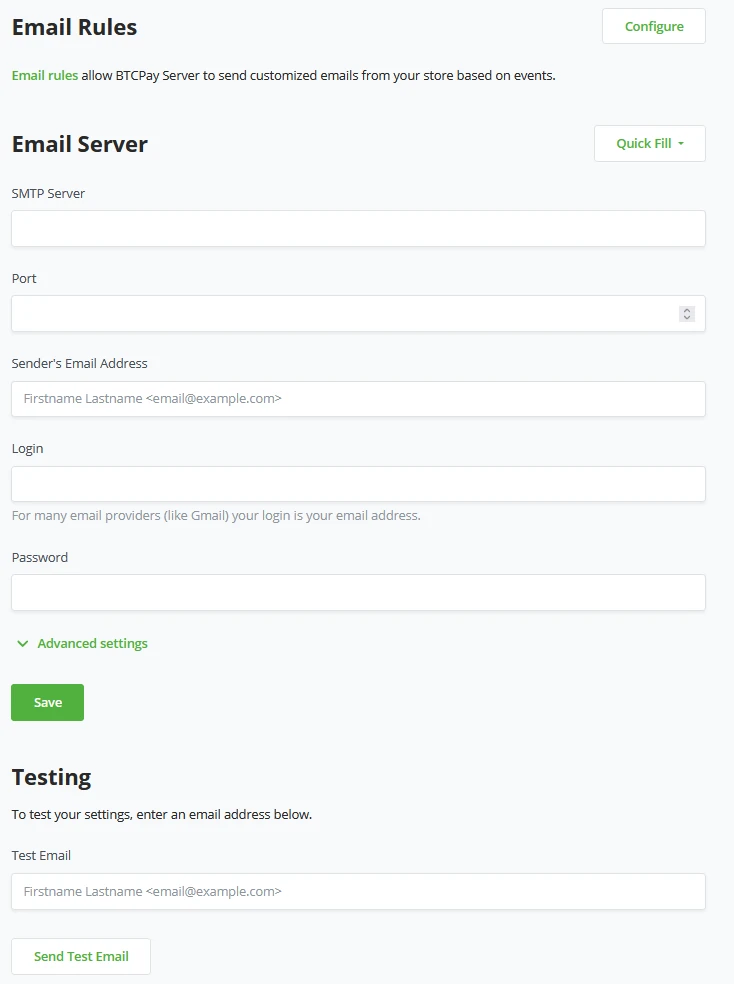 Email Rules
Configure
Email rules allow BTCPay Server to send customized emails from your store based on events.
Email Server
Quick Fill
SMTP Server
Port
Sender's Email Address
Firstname Lastname <email@example.com>
Login
For many email providers (like Gmail) your login is your email address.
Password
Advanced settings
Save
Testing
To test your settings, enter an email address below.
Test Email
Firstname Lastname <email@example.com>
Send Test Email